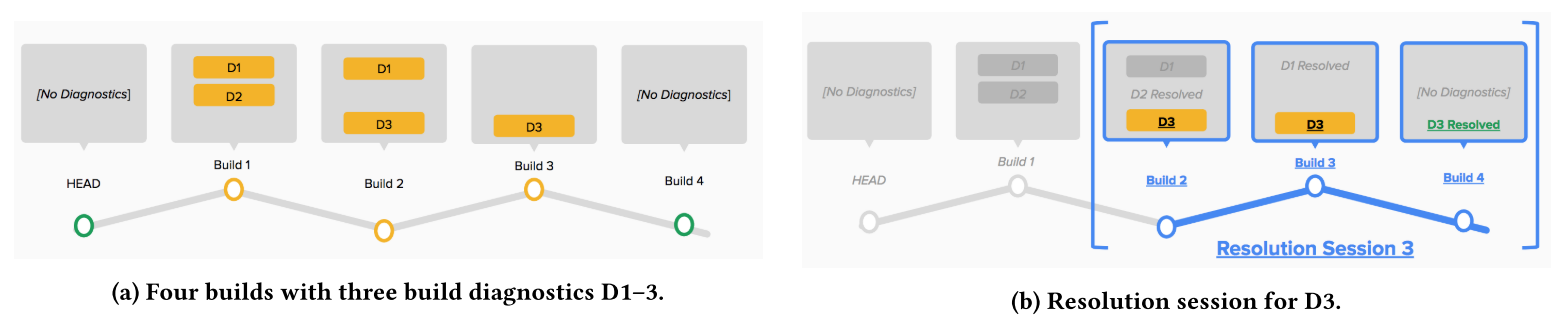 [No Diagnostics]
D1
D2
D1
D3
D3
[No Diagnostics]
HEAD
Build 1
Build 2
Build 3
Build 4
(a) Four builds with three build diagnostics D1–3.
[No Diagnostics]
D1
D2
D1
D2 Resolved
D3
D1 Resolved
D3
[No Diagnostics]
D3 Resolved
HEAD
Build 1
Build 2
Build 3
Build 4
Resolution Session 3
(b) Resolution session for D3.